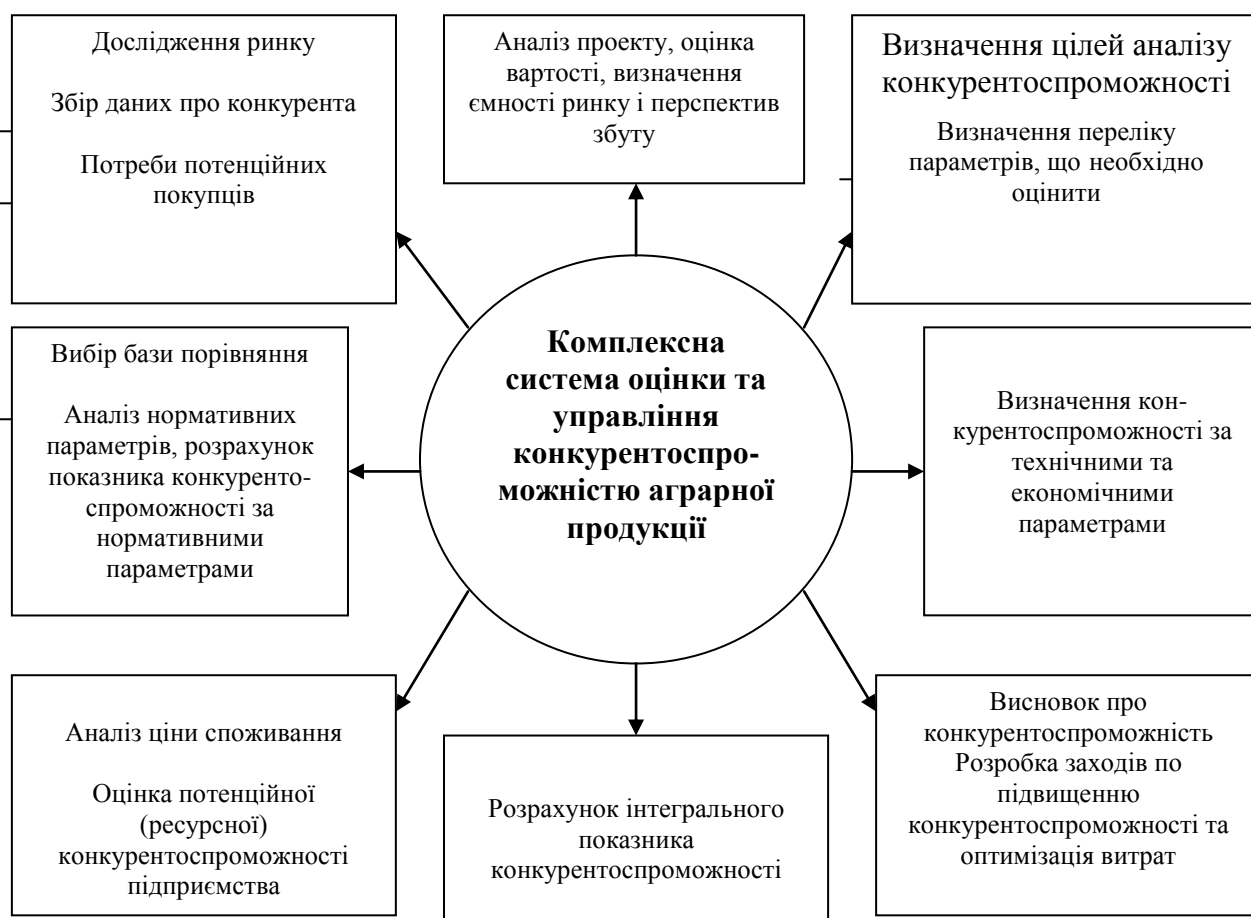 Дослідження ринку
Збір даних про конкурента
Потреби потенційних
покупців
Аналіз проекту, оцінка
вартості, визначення
ємності ринку і перспектив
збуту
Визначення цілей аналізу
конкурентоспроможності
Визначення переліку
параметрів, що необхідно
оцінити
Вибір бази порівняння
Аналіз нормативних
параметрів, розрахунок
показника конкуренто-
спроможності за
нормативними
параметрами
Комплексна
система оцінки та
управління
конкурентоспро-
можністю аграрної
продукції
Визначення кон-
курентоспроможності за
технічними та
економічними
параметрами
Аналіз ціни споживання
Оцінка потенційної
(ресурсної)
конкурентоспроможності
підприємства
Розрахунок інтегрального
показника
конкурентоспроможності
Висновок про
конкурентоспроможність
Розробка заходів по
підвищенню
конкурентоспроможності та
оптимізація витрат